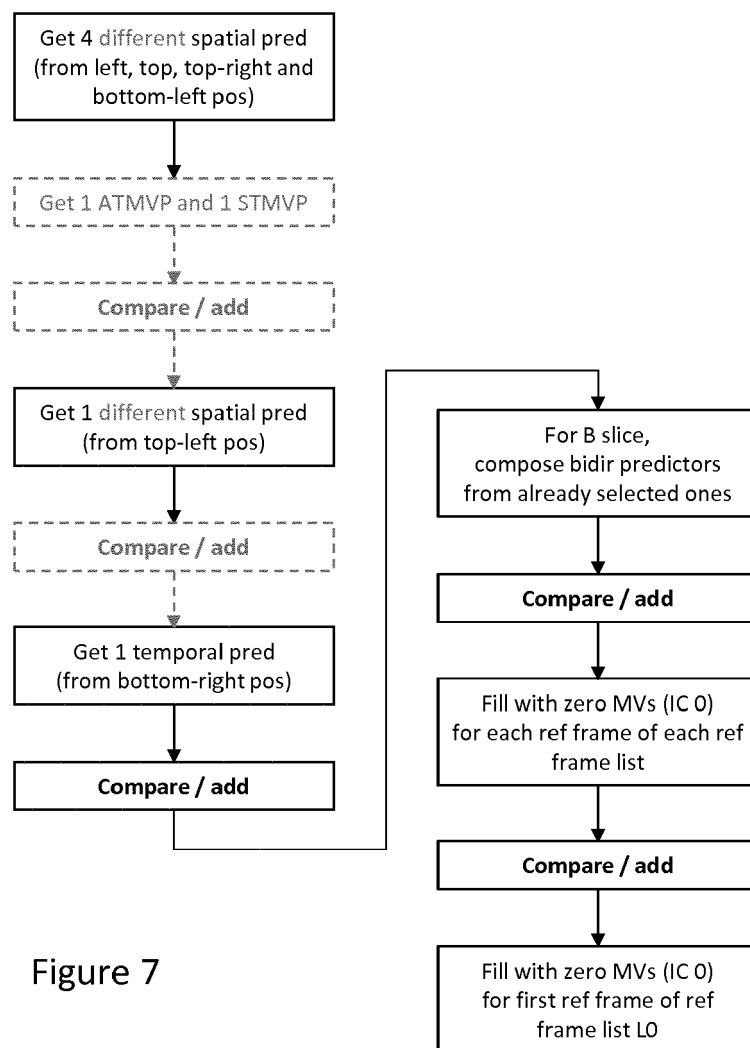 Get 4 different spatial pred
(from left, top, top-right and
bottom-left pos)
Get 1 ATMVP and 1 STMVP
Compare / add
Get 1 different spatial pred
(from top-left pos)
Compare / add
Get 1 temporal pred
(from bottom-right pos)
Compare / add
For B slice,
compose bidir predictors
from already selected ones
Compare / add
Fill with zero MVs (IC 0)
for each ref frame of each ref
frame list
Compare / add
Fill with zero MVs (IC 0)
for first ref frame of ref
frame list L0
Figure 7